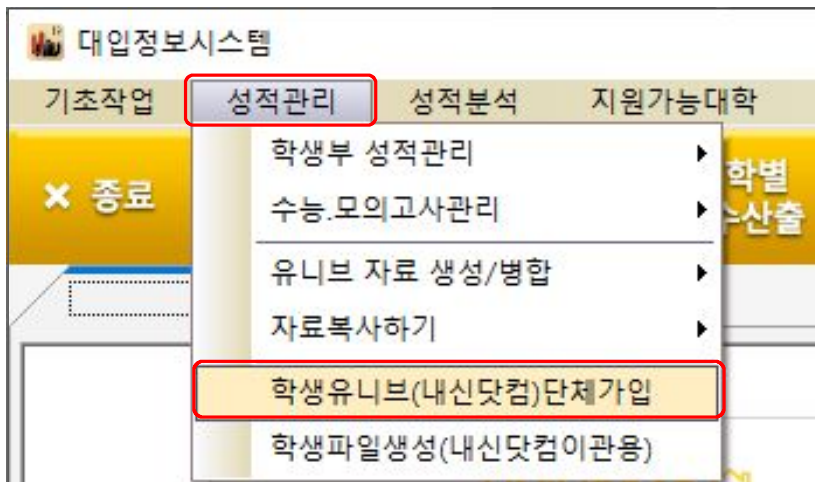 대입정보시스템
기초작업 성적관리 성적분석 지원가능대학
× 종료
학생부 성적관리
수능.모의고사관리
학별
산출
유니브 자료 생성/병합
자료복사하기
학생유니브(내신닷컴)단체가입
학생파일생성(내신닷컴이관용)